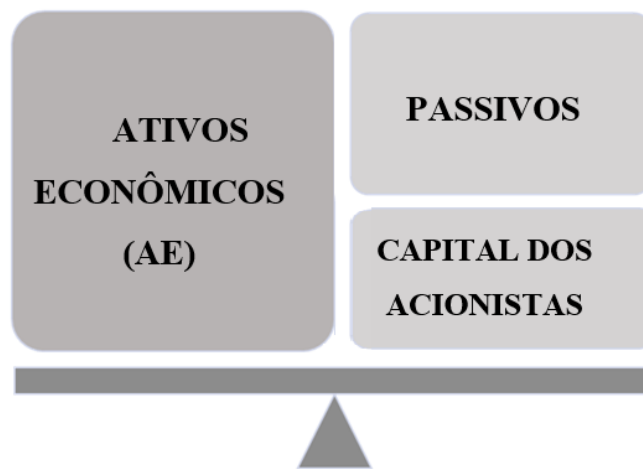 ATIVOS
ECONÔMICOS
(AE)
PASSIVOS
CAPITAL DOS
ACIONISTAS